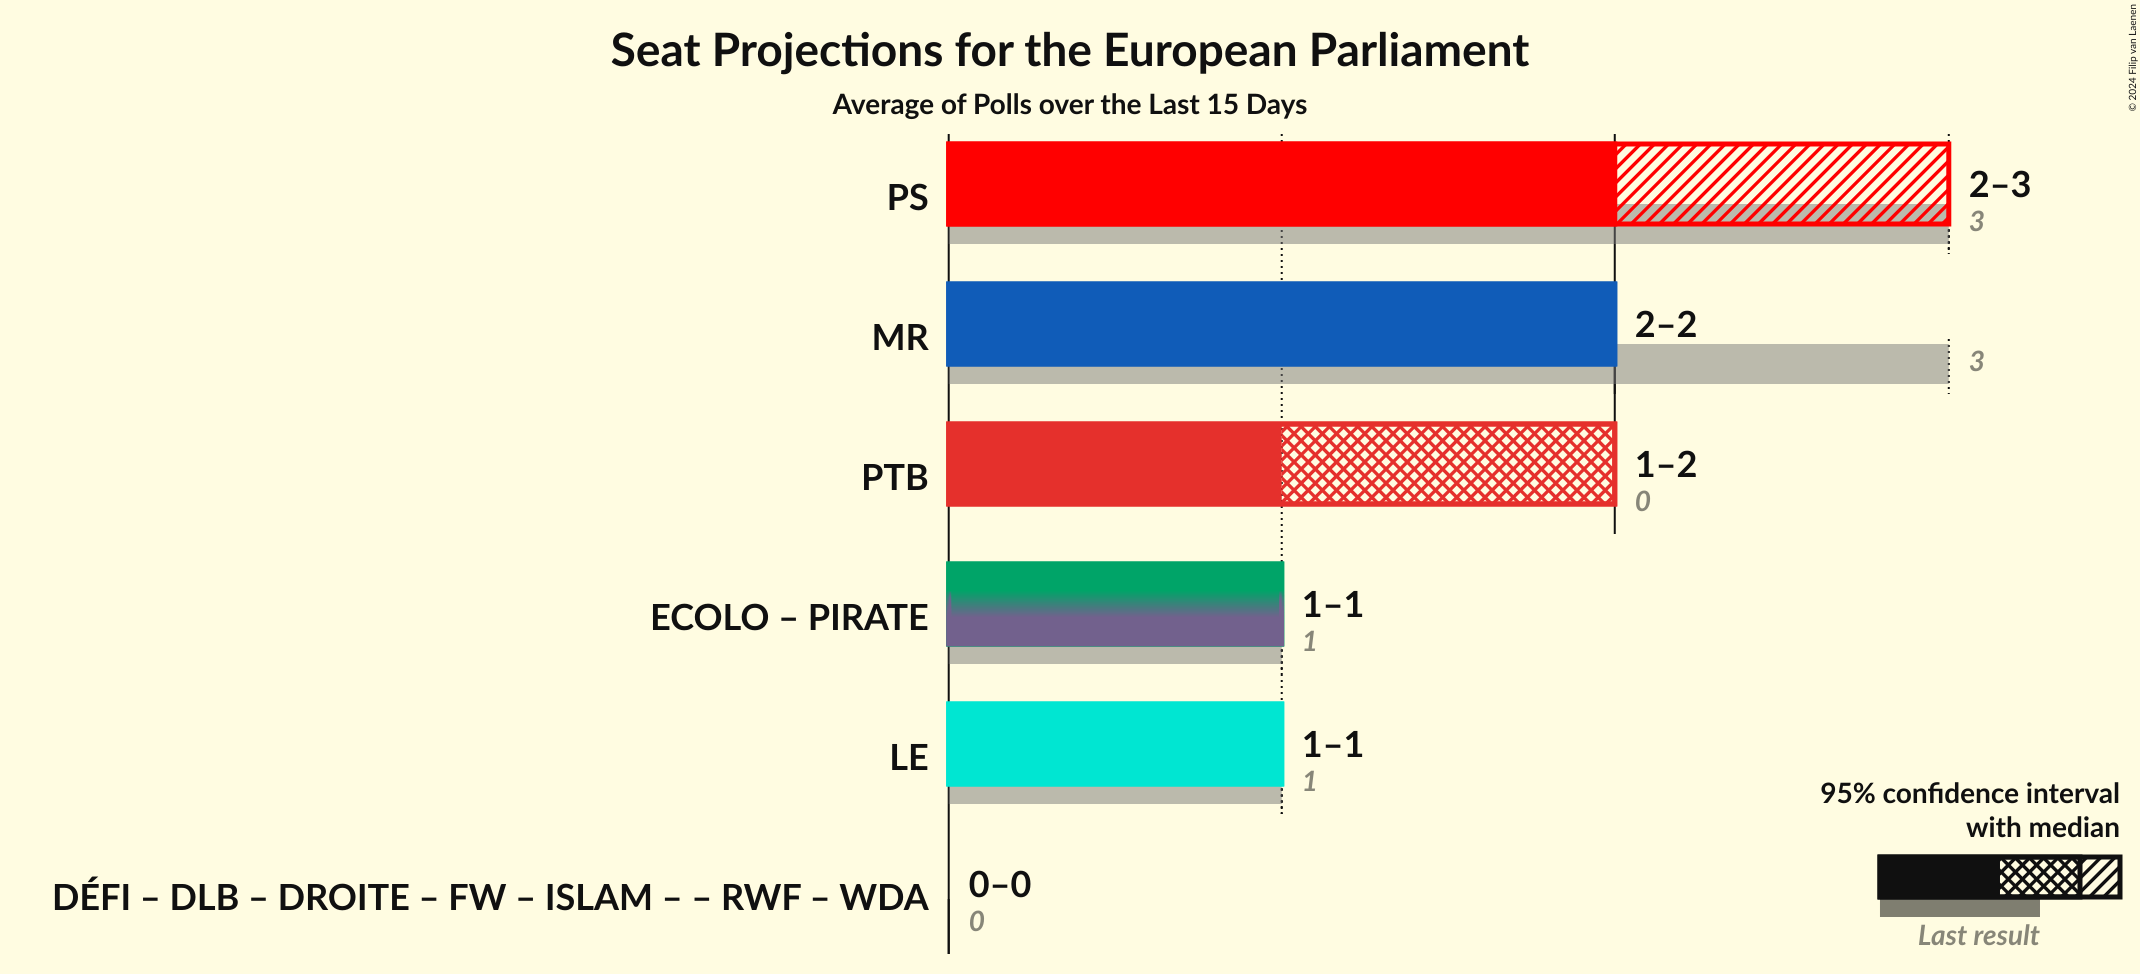 Seat Projections for the European Parliament
Average of Polls over the Last 15 Days
© 2024 Filip van Laenen
PS
2–3
3
MR
2–2
3
PTB
1–2
0
ECOLO – PIRATE
1–1
1
LE
1–1
1
DÉFI – DLB – DROITE – FW – ISLAM – – RWF – WDA
0–0
0
95% confidence interval
with median
Last result